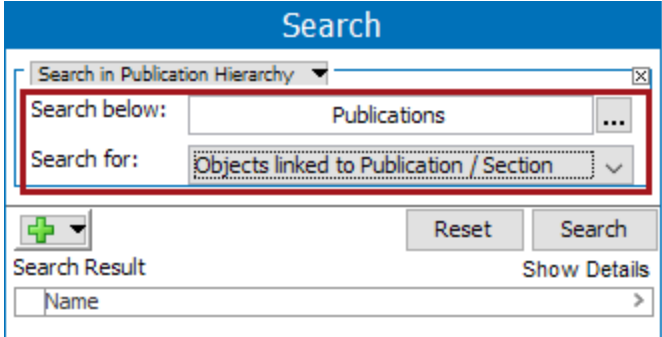 Search
Search in Publication Hierarchy
Search below: Publications ...
Search for: Objects linked to Publication / Section
Reset Search
Search Result Show Details
Name >